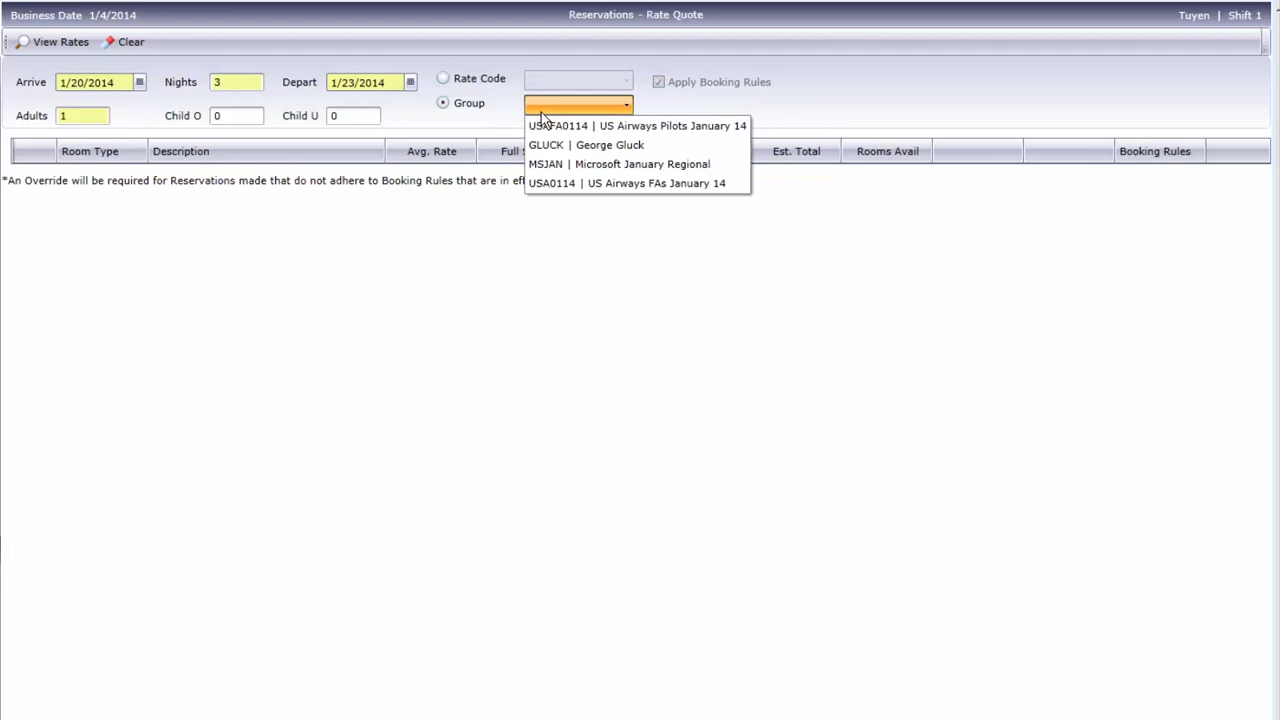 Business Date 1/4/2014 Reservations - Rate Quote Tuyen | Shift 1
View Rates Clear
Arrive 1/20/2014 Nights 3 Depart 1/23/2014 Rate Code Apply Booking Rules
Group
Adults 1 Child O 0 Child U 0
0114 | US Airways Pilots January 14
GLUCK | George Gluck
MSJAN | Microsoft January Regional
USA0114 | US Airways FAs January 14
Room Type Description Avg. Rate Full Est. Total Rooms Avail Booking Rules
*An Override will be required for Reservations made that do not adhere to Booking Rules that are in